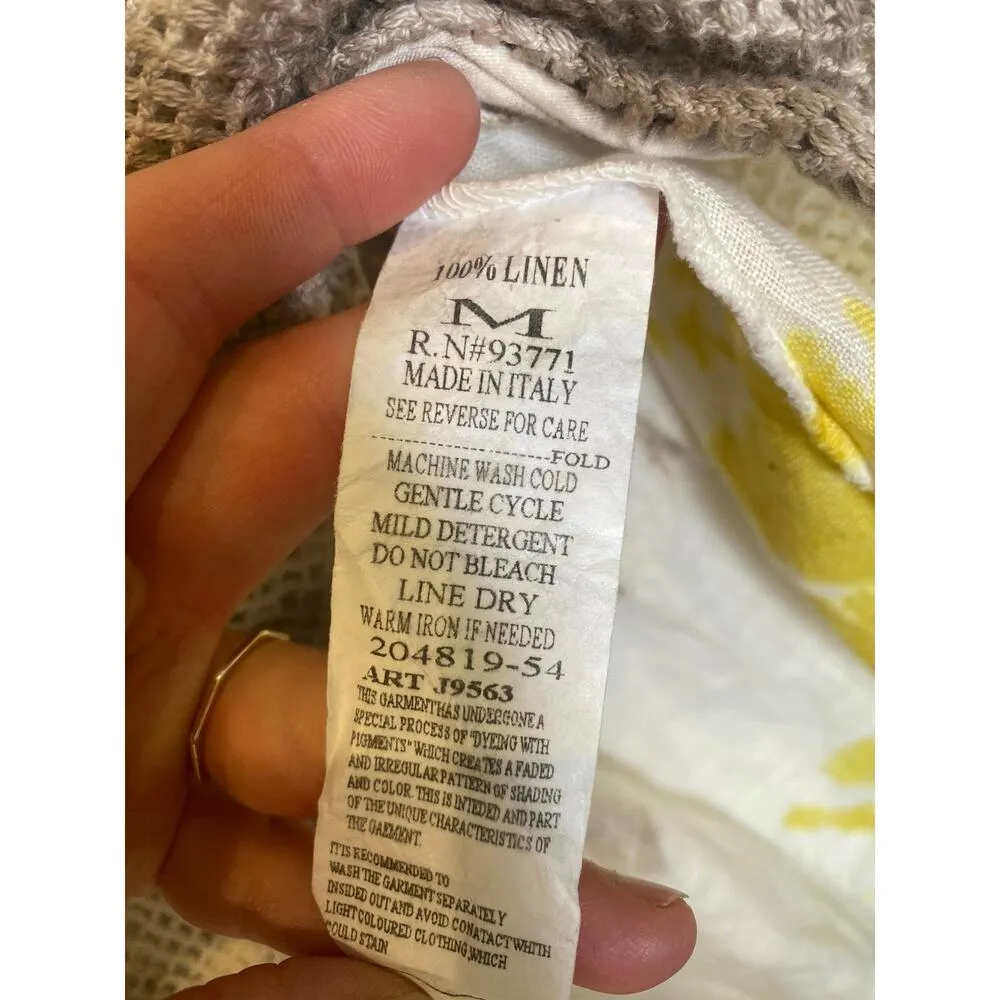 100% LINEN
M
R.N#93771
MADE IN ITALY
SEE REVERSE FOR CARE
--------------------FOLD
MACHINE WASH COLD
GENTLE CYCLE
MILD DETERGENT
DO NOT BLEACH
LINE DRY
WARM IRON IF NEEDED
204819-54
ART J9563
THIS GARMENTHAS UNDERGONE A
SPECIAL PROCESS OF "DYEING WITH
PIGMENTS" WHICH CREATES A FADED
AND IRREGULAR PATTERN OF SHADING
AND COLOR. THIS IS INTEDED AND PART
OF THE UNIQUE CHARACTERISTICS OF
THE GAEMENT.
IT IS RECOMMENDED TO
WASH THE GARMENT SEPARATELY
INSIDED OUT AND AVOID CONATACT WHITH
LIGHT COLOURED CLOTHING,WHICH
COULD STAIN